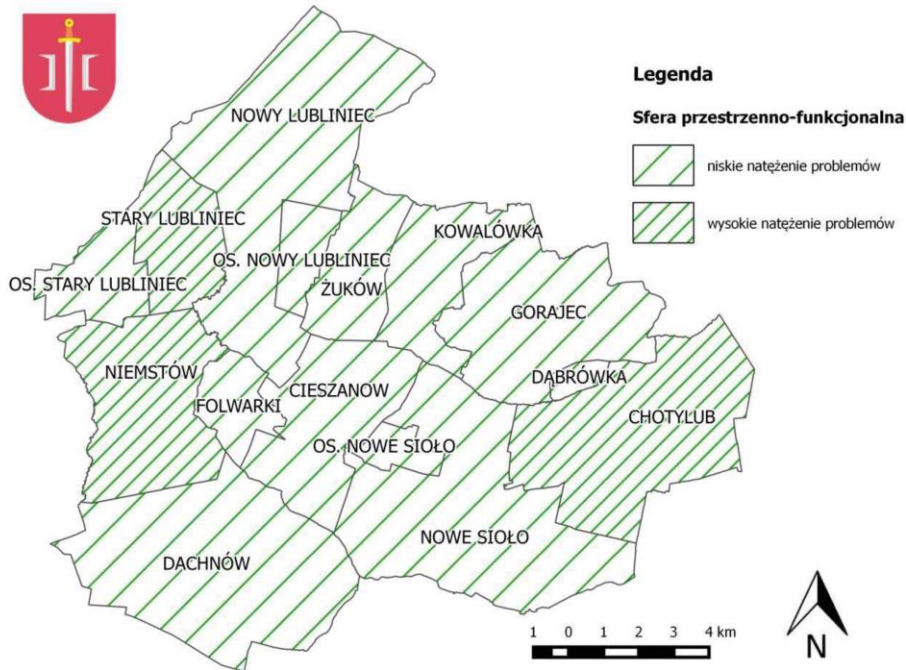 Legenda
Sfera przestrzenno-funkcjonalna
niskie natężenie problemów
wysokie natężenie problemów
NOWY LUBLINIEC
STARY LUBLINIEC
KOWALÓWKA
OS. NOWY LUBLINIEC
OS. STARY LUBLINIEC
ŻUKÓW
GORAJEC
NIEMSTÓW
DĄBRÓWKA
CIESZANOW
FOLWARKI
CHOTYLUB
OS. NOWE SIOŁO
NOWE SIOŁO
DACHNÓW
1 0 1 2 3 4 km
N